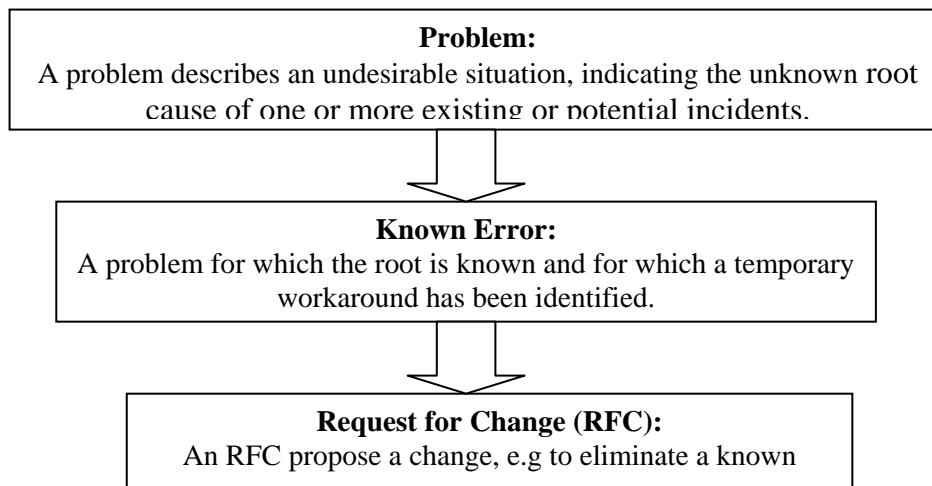 Problem:
A problem describes an undesirable situation, indicating the unknown root
cause of one or more existing or potential incidents.
Known Error:
A problem for which the root is known and for which a temporary
workaround has been identified.
Request for Change (RFC):
An RFC propose a change, e.g to eliminate a known